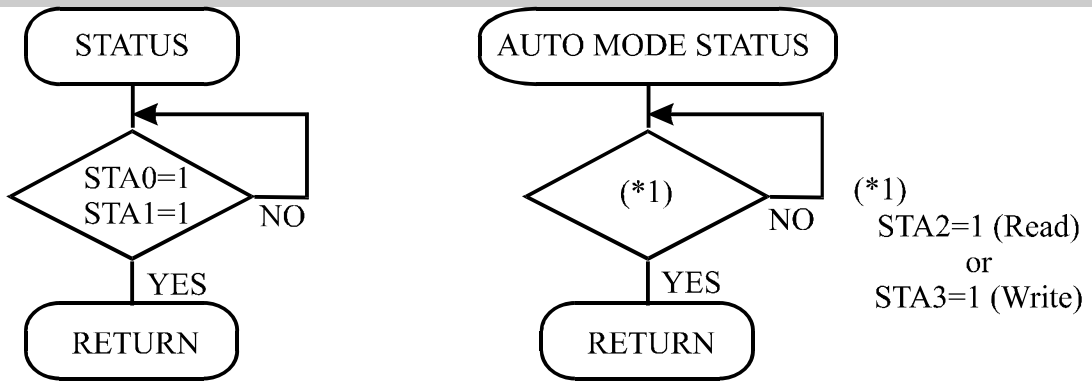 STATUS
STA0=1
STA1=1
NO
YES
RETURN
AUTO MODE STATUS
(*1)
NO
YES
RETURN
(*1)
STA2=1 (Read)
or
STA3=1 (Write)